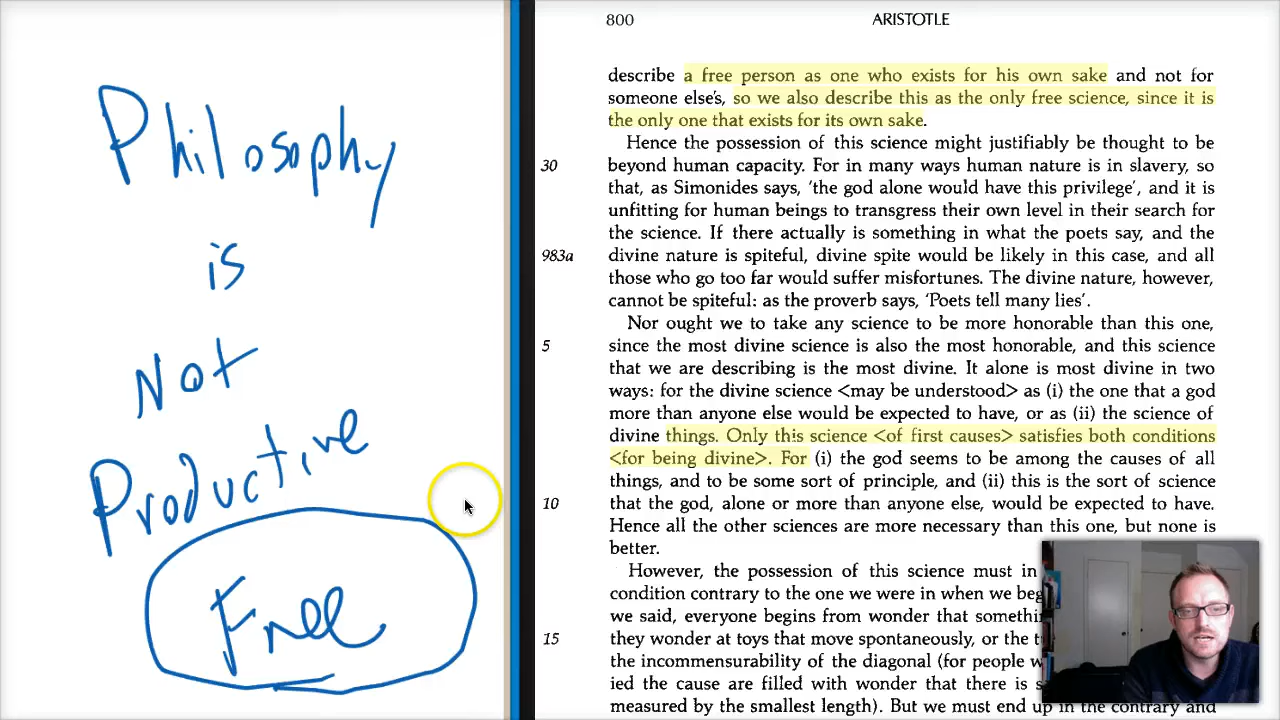 Philosophy
is
Not
Productive
Free
800 ARISTOTLE
describe a free person as one who exists for his own sake and not for
someone else's, so we also describe this as the only free science, since it is
the only one that exists for its own sake.
Hence the possession of this science might justifiably be thought to be
30 beyond human capacity. For in many ways human nature is in slavery, so
that, as Simonides says, 'the god alone would have this privilege', and it is
unfitting for human beings to transgress their own level in their search for
the science. If there actually is something in what the poets say, and the
983a divine nature is spiteful, divine spite would be likely in this case, and all
those who go too far would suffer misfortunes. The divine nature, however,
cannot be spiteful: as the proverb says, 'Poets tell many lies'.
Nor ought we to take any science to be more honorable than this one,
5 since the most divine science is also the most honorable, and this science
that we are describing is the most divine. It alone is most divine in two
ways: for the divine science <may be understood> as (i) the one that a god
more than anyone else would be expected to have, or as (ii) the science of
divine things. Only this science <of first causes> satisfies both conditions
<for being divine>. For (i) the god seems to be among the causes of all
things, and to be some sort of principle, and (ii) this is the sort of science
10 that the god, alone or more than anyone else, would be expected to have.
Hence all the other sciences are more necessary than this one, but none is
better.
However, the possession of this science must in
condition contrary to the one we were in when we beg
we said, everyone begins from wonder that somethi
15 they wonder at toys that move spontaneously, or the t
the incommensurability of the diagonal (for people w
ied the cause are filled with wonder that there is s
measured by the smallest length). But we must end up in the contrary and